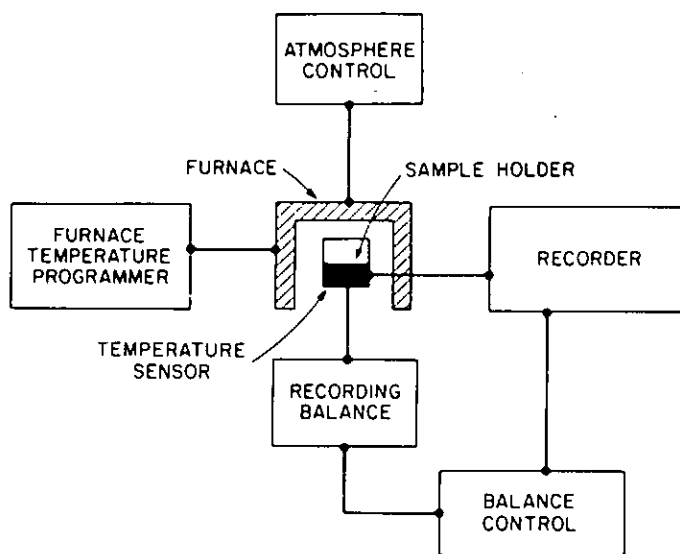 ATMOSPHERE
CONTROL
FURNACE
SAMPLE HOLDER
FURNACE
TEMPERATURE
PROGRAMMER
RECORDER
TEMPERATURE
SENSOR
RECORDING
BALANCE
BALANCE
CONTROL